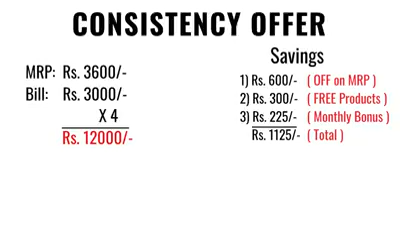 CONSISTENCY OFFER
MRP: Rs. 3600/-
Bill: Rs. 3000/-
X 4
Rs. 12000/-
Savings
1) Rs. 600/- ( OFF on MRP )
2) Rs. 300/- ( FREE Products )
3) Rs. 225/- ( Monthly Bonus )
Rs. 1125/- ( Total )